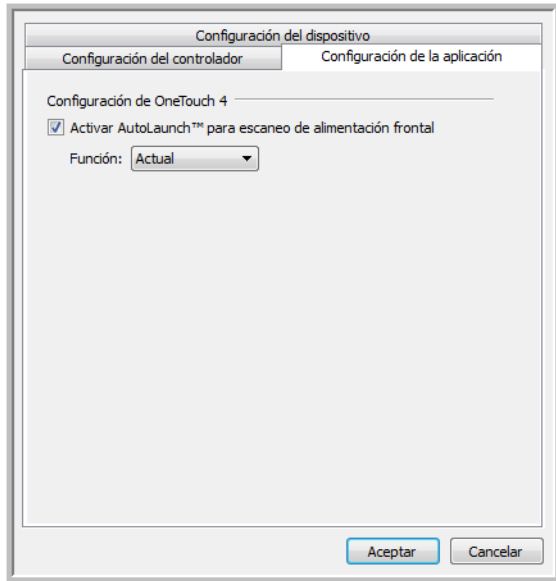 Configuración del dispositivo
Configuración del controlador
Configuración de la aplicación
Configuración de OneTouch 4
Activar AutoLaunch™ para escaneo de alimentación frontal
Función: Actual
Aceptar Cancelar